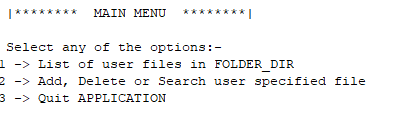 |******** MAIN MENU ********|
Select any of the options:-
1 -> List of user files in FOLDER_DIR
2 -> Add, Delete or Search user specified file
3 -> Quit APPLICATION